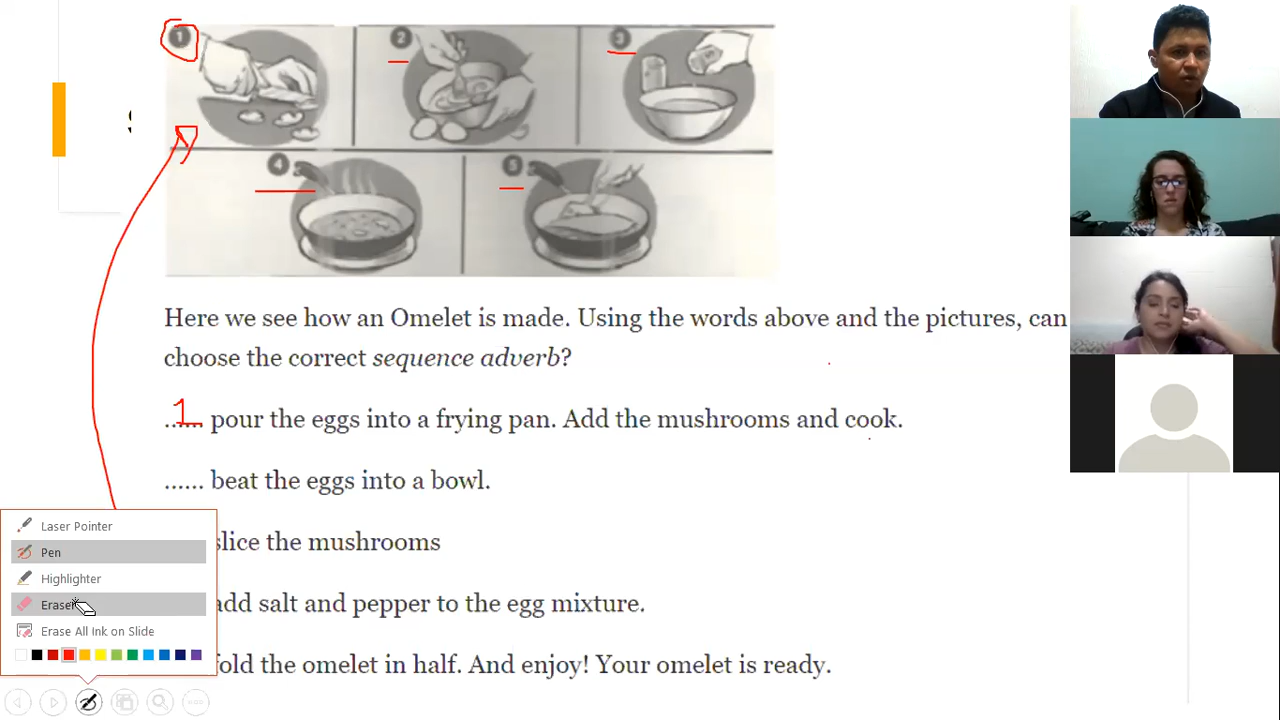 1 2 3
4 5
Here we see how an Omelet is made. Using the words above and the pictures, can
choose the correct sequence adverb?
1 ...... pour the eggs into a frying pan. Add the mushrooms and cook.
...... beat the eggs into a bowl.
slice the mushrooms
add salt and pepper to the egg mixture.
fold the omelet in half. And enjoy! Your omelet is ready.
Laser Pointer
Pen
Highlighter
Eraser
Erase All Ink on Slide